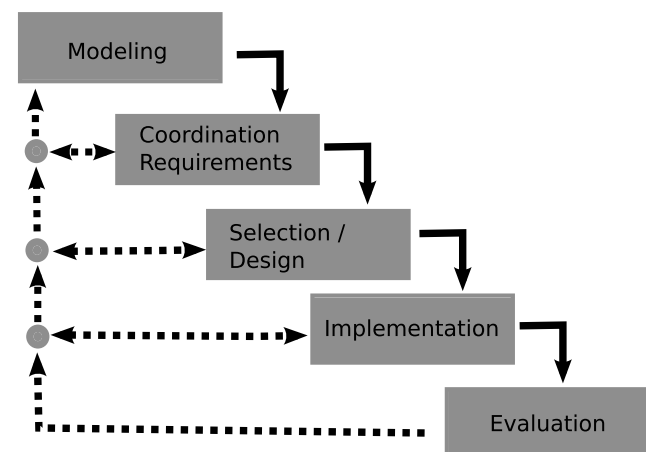 Modeling
Coordination
Requirements
Selection /
Design
Implementation
Evaluation